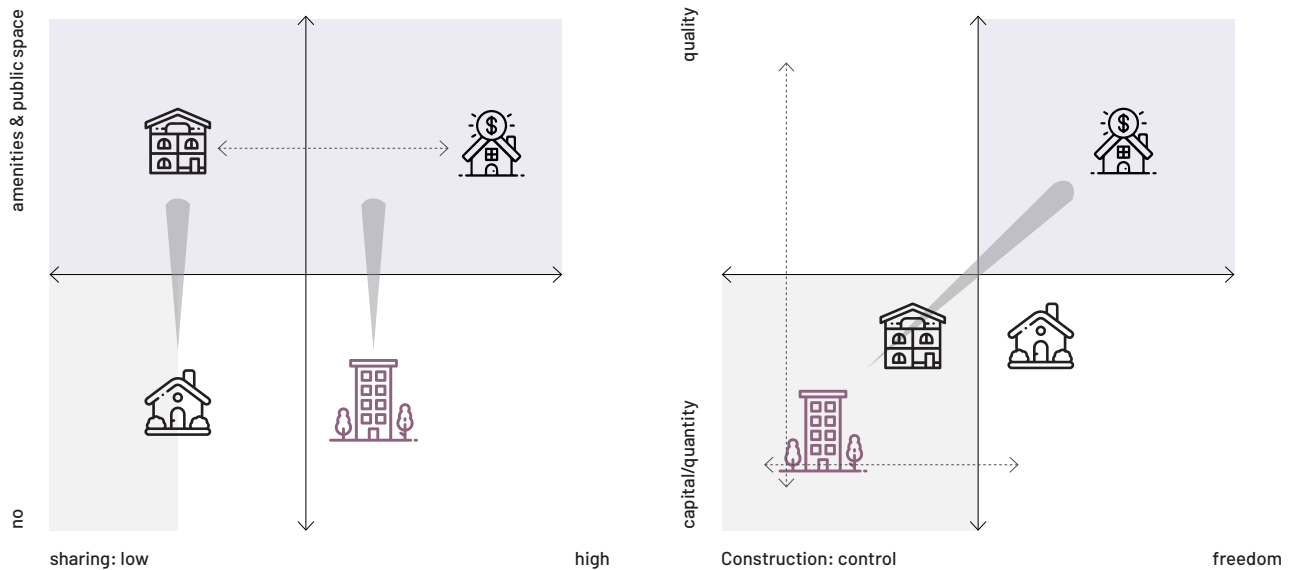 amenities & public space
no
sharing: low
high
quality
$
$
capital/quantity
Construction: control
freedom